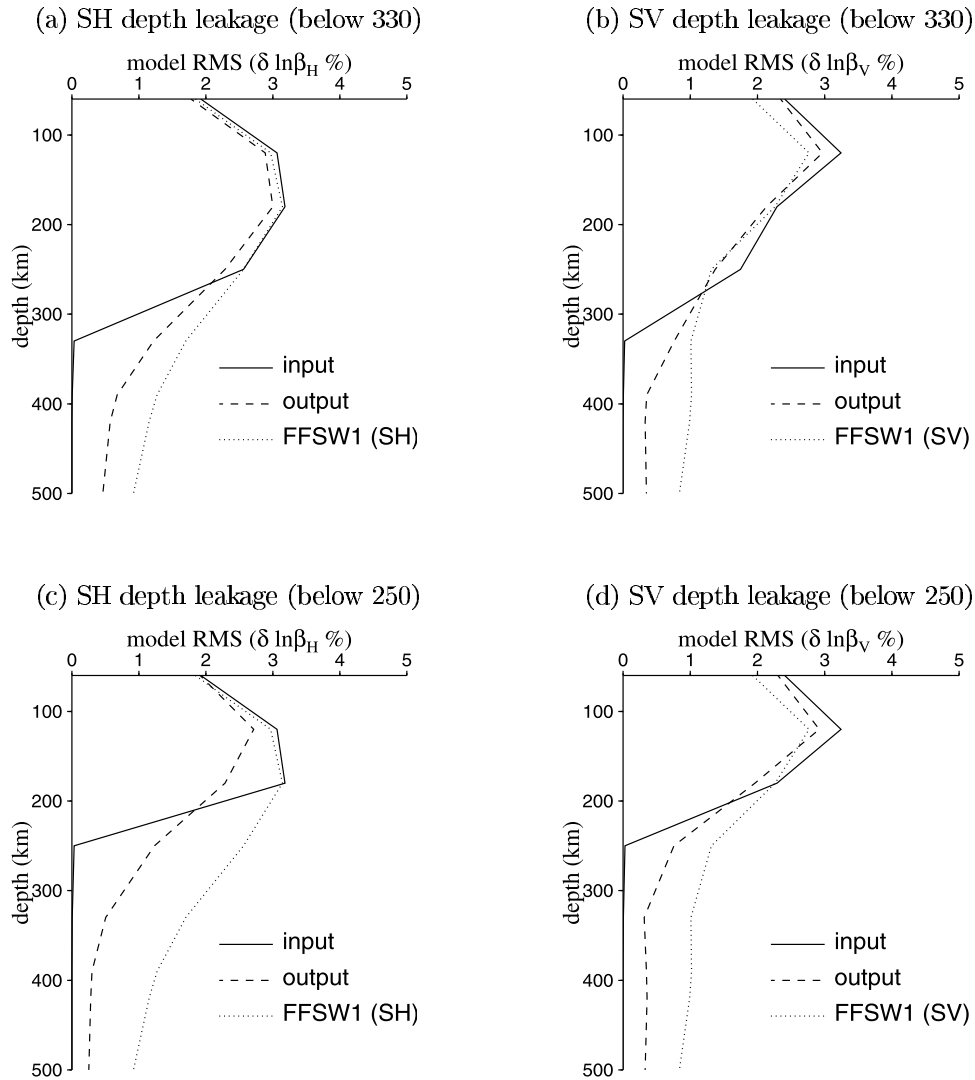 (a) SH depth leakage (below 330)
model RMS (δ lnβH %)
0 1 2 3 4 5
100
200
300
400
500
depth (km)
input
output
FFSW1 (SH)
(b) SV depth leakage (below 330)
model RMS (δ lnβV %)
0 1 2 3 4 5
100
200
300
400
500
depth (km)
input
output
FFSW1 (SV)
(c) SH depth leakage (below 250)
model RMS (δ lnβH %)
0 1 2 3 4 5
100
200
300
400
500
depth (km)
input
output
FFSW1 (SH)
(d) SV depth leakage (below 250)
model RMS (δ lnβV %)
0 1 2 3 4 5
100
200
300
400
500
depth (km)
input
output
FFSW1 (SV)